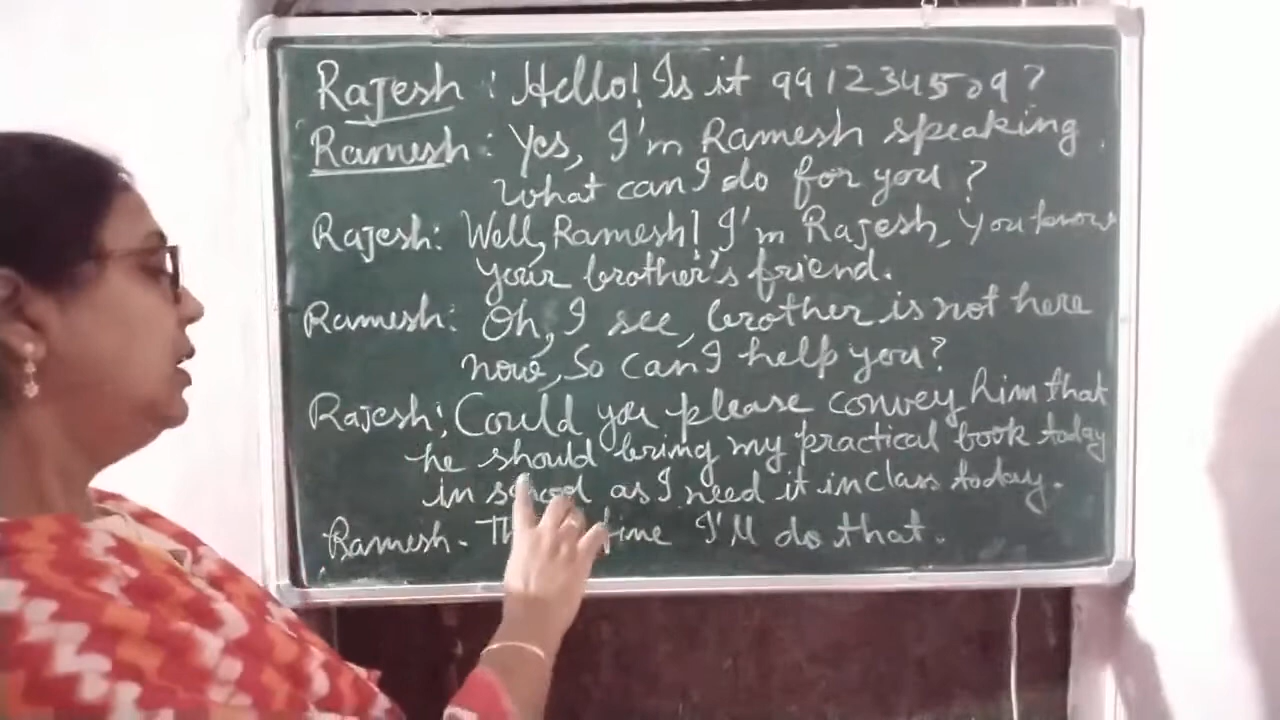 Rajesh : Hello! Is it 991234509?
Ramesh : Yes, I'm Ramesh speaking.
What can I do for you ?
Rajesh: Well, Ramesh! I'm Rajesh, you know
your brother's friend.
Ramesh: Oh, I see, brother is not here
now, So can I help you?
Rajesh: Could you please convey him that
he should bring my practical book today
in school as I need it in class today.
Ramesh. fine I'll do that.